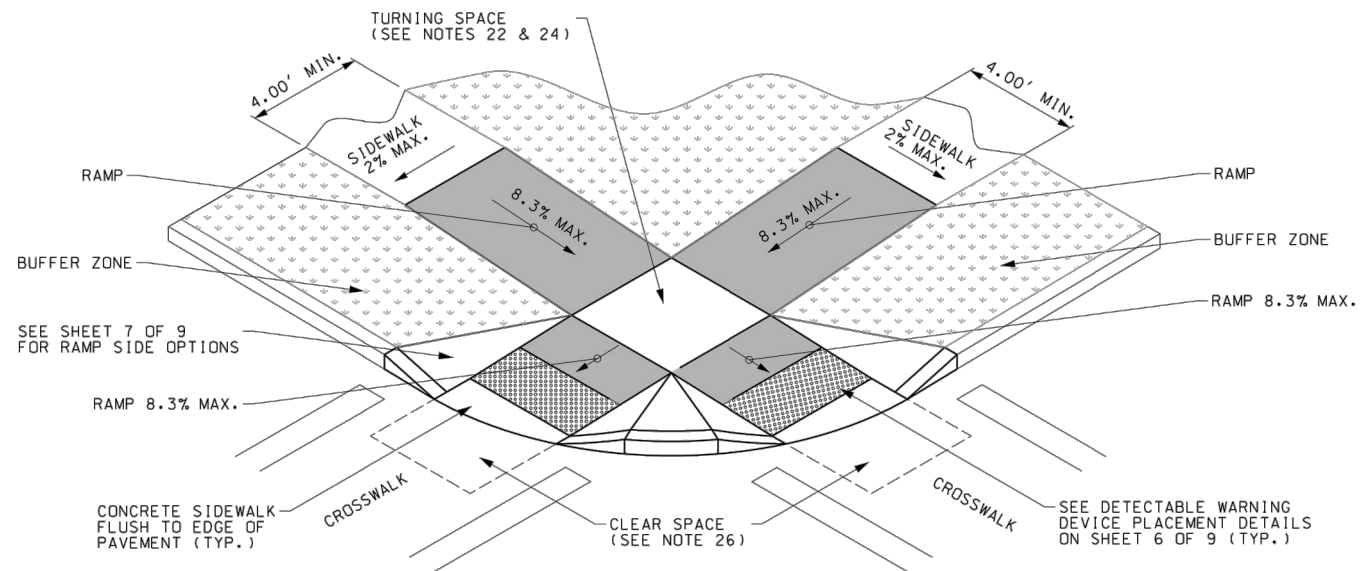 TURNING SPACE
(SEE NOTES 22 & 24)
4.00' MIN.
4.00' MIN.
SIDEWALK
2% MAX.
SIDEWALK
2% MAX.
RAMP
RAMP
8.3% MAX.
8.3% MAX.
BUFFER ZONE
BUFFER ZONE
SEE SHEET 7 OF 9
FOR RAMP SIDE OPTIONS
RAMP 8.3% MAX.
RAMP 8.3% MAX.
CONCRETE SIDEWALK
FLUSH TO EDGE OF
PAVEMENT (TYP.)
CROSSWALK
CLEAR SPACE
(SEE NOTE 26)
CROSSWALK
SEE DETECTABLE WARNING
DEVICE PLACEMENT DETAILS
ON SHEET 6 OF 9 (TYP.)